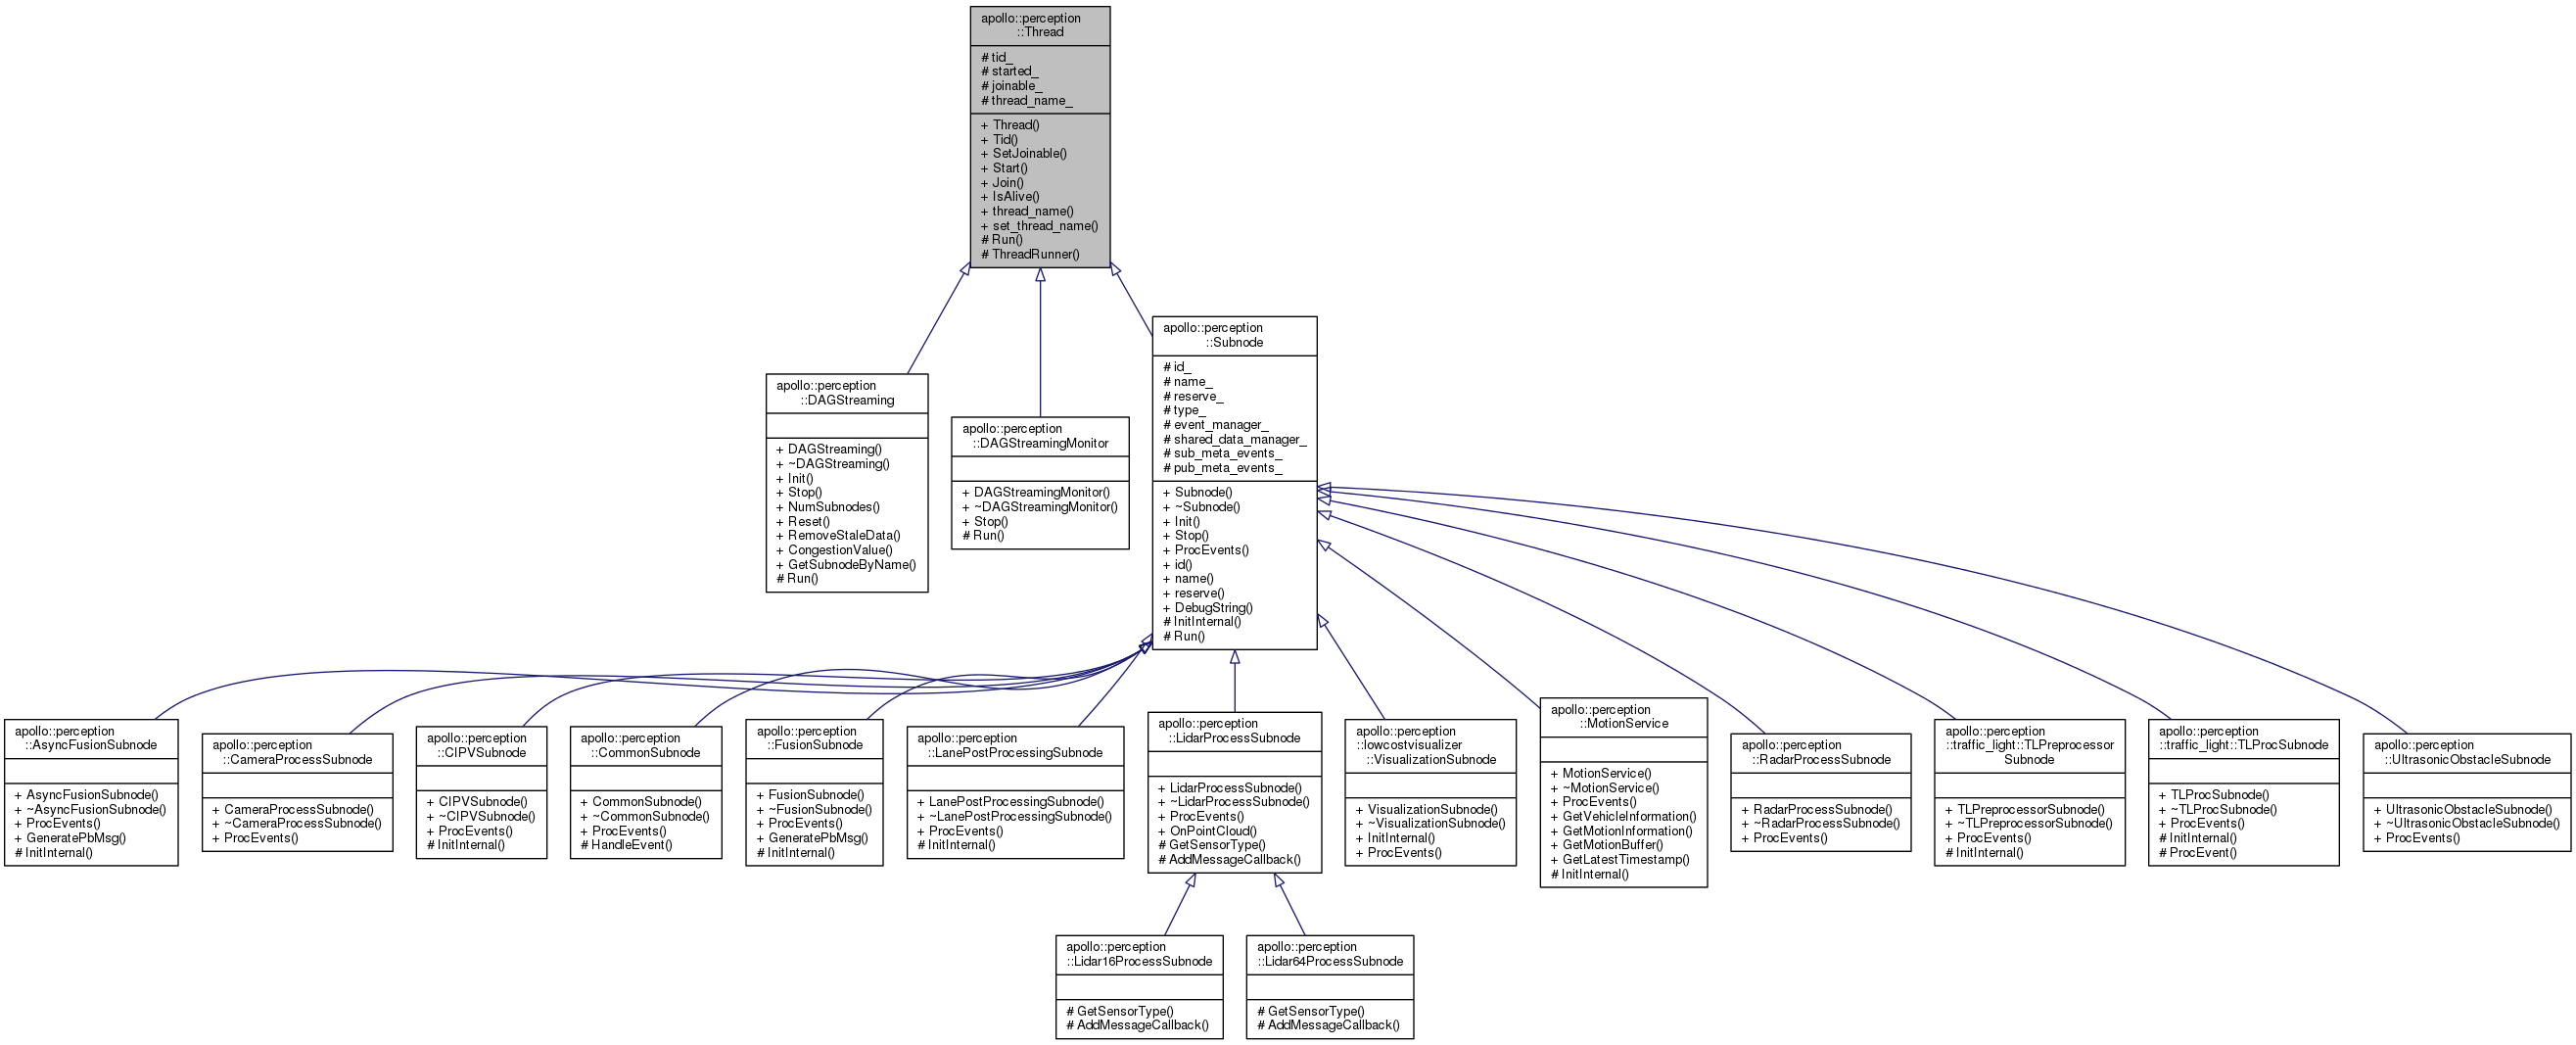 apollo::perception
::Thread
# tid_
# started_
# joinable_
# thread_name_
+ Thread()
+ Tid()
+ SetJoinable()
+ Start()
+ Join()
+ IsAlive()
+ thread_name()
+ set_thread_name()
# Run()
# ThreadRunner()
apollo::perception
::DAGStreaming
+ DAGStreaming()
+ ~DAGStreaming()
+ Init()
+ Stop()
+ NumSubnodes()
+ Reset()
+ RemoveStaleData()
+ CongestionValue()
+ GetSubnodeByName()
# Run()
apollo::perception
::DAGStreamingMonitor
+ DAGStreamingMonitor()
+ ~DAGStreamingMonitor()
+ Stop()
# Run()
apollo::perception
::Subnode
# id_
# name_
# reserve_
# type_
# event_manager_
# shared_data_manager_
# sub_meta_events_
# pub_meta_events_
+ Subnode()
+ ~Subnode()
+ Init()
+ Stop()
+ ProcEvents()
+ id()
+ name()
+ reserve()
+ DebugString()
# InitInternal()
# Run()
apollo::perception
::AsyncFusionSubnode
+ AsyncFusionSubnode()
+ ~AsyncFusionSubnode()
+ ProcEvents()
+ GeneratePbMsg()
# InitInternal()
apollo::perception
::CameraProcessSubnode
+ CameraProcessSubnode()
+ ~CameraProcessSubnode()
+ ProcEvents()
apollo::perception
::CIPVSubnode
+ CIPVSubnode()
+ ~CIPVSubnode()
+ ProcEvents()
# InitInternal()
apollo::perception
::CommonSubnode
+ CommonSubnode()
+ ~CommonSubnode()
+ ProcEvents()
# HandleEvent()
apollo::perception
::FusionSubnode
+ FusionSubnode()
+ ~FusionSubnode()
+ ProcEvents()
+ GeneratePbMsg()
# InitInternal()
apollo::perception
::LanePostProcessingSubnode
+ LanePostProcessingSubnode()
+ ~LanePostProcessingSubnode()
+ ProcEvents()
# InitInternal()
apollo::perception
::LidarProcessSubnode
+ LidarProcessSubnode()
+ ~LidarProcessSubnode()
+ ProcEvents()
+ OnPointCloud()
# GetSensorType()
# AddMessageCallback()
apollo::perception
::lowcostvisualizer
::VisualizationSubnode
+ VisualizationSubnode()
+ ~VisualizationSubnode()
+ InitInternal()
+ ProcEvents()
apollo::perception
::MotionService
+ MotionService()
+ ~MotionService()
+ ProcEvents()
+ GetVehicleInformation()
+ GetMotionInformation()
+ GetMotionBuffer()
+ GetLatestTimestamp()
# InitInternal()
apollo::perception
::RadarProcessSubnode
+ RadarProcessSubnode()
+ ~RadarProcessSubnode()
+ ProcEvents()
apollo::perception
::traffic_light::TLPreprocessor
Subnode
+ TLPreprocessorSubnode()
+ ~TLPreprocessorSubnode()
+ ProcEvents()
# InitInternal()
apollo::perception
::traffic_light::TLProcSubnode
+ TLProcSubnode()
+ ~TLProcSubnode()
+ ProcEvents()
# InitInternal()
# ProcEvent()
apollo::perception
::UltrasonicObstacleSubnode
+ UltrasonicObstacleSubnode()
+ ~UltrasonicObstacleSubnode()
+ ProcEvents()
apollo::perception
::Lidar16ProcessSubnode
# GetSensorType()
# AddMessageCallback()
apollo::perception
::Lidar64ProcessSubnode
# GetSensorType()
# AddMessageCallback()